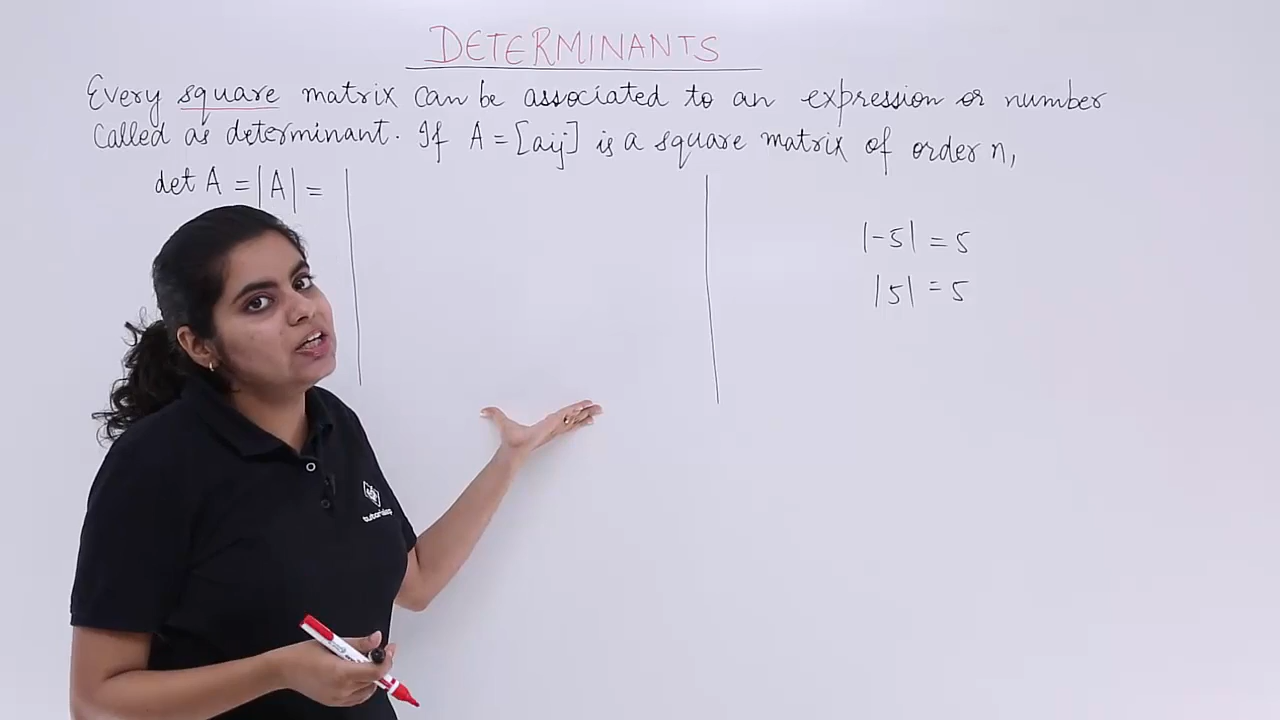 DETERMINANTS
Every square matrix can be associated to an expression or number
called as determinant. If A = [aij] is a square matrix of order n,
det A = |A| =
|-5| = 5
|5| = 5